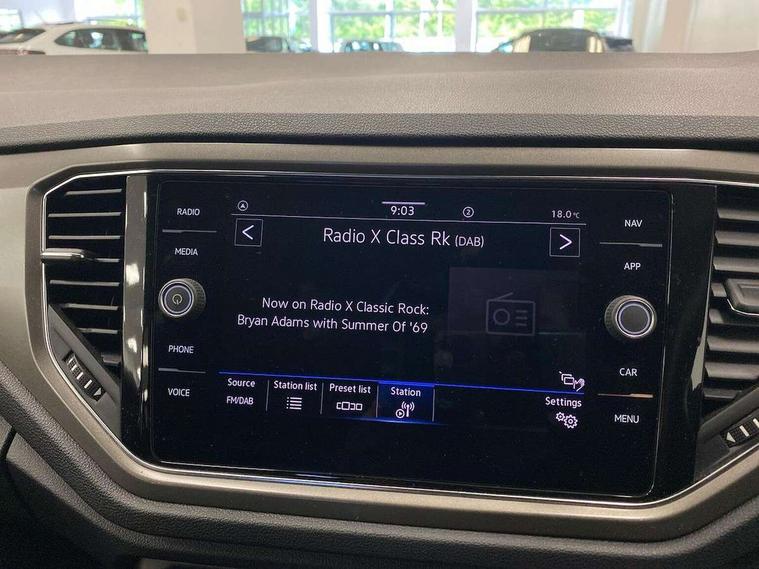 RADIO
MEDIA
PHONE
VOICE
9:03
2
18.0 °C
Radio X Class Rk (DAB)
Now on Radio X Classic Rock:
Bryan Adams with Summer Of '69
Source
FM/DAB
Station list
Preset list
Station
Settings
NAV
APP
CAR
MENU